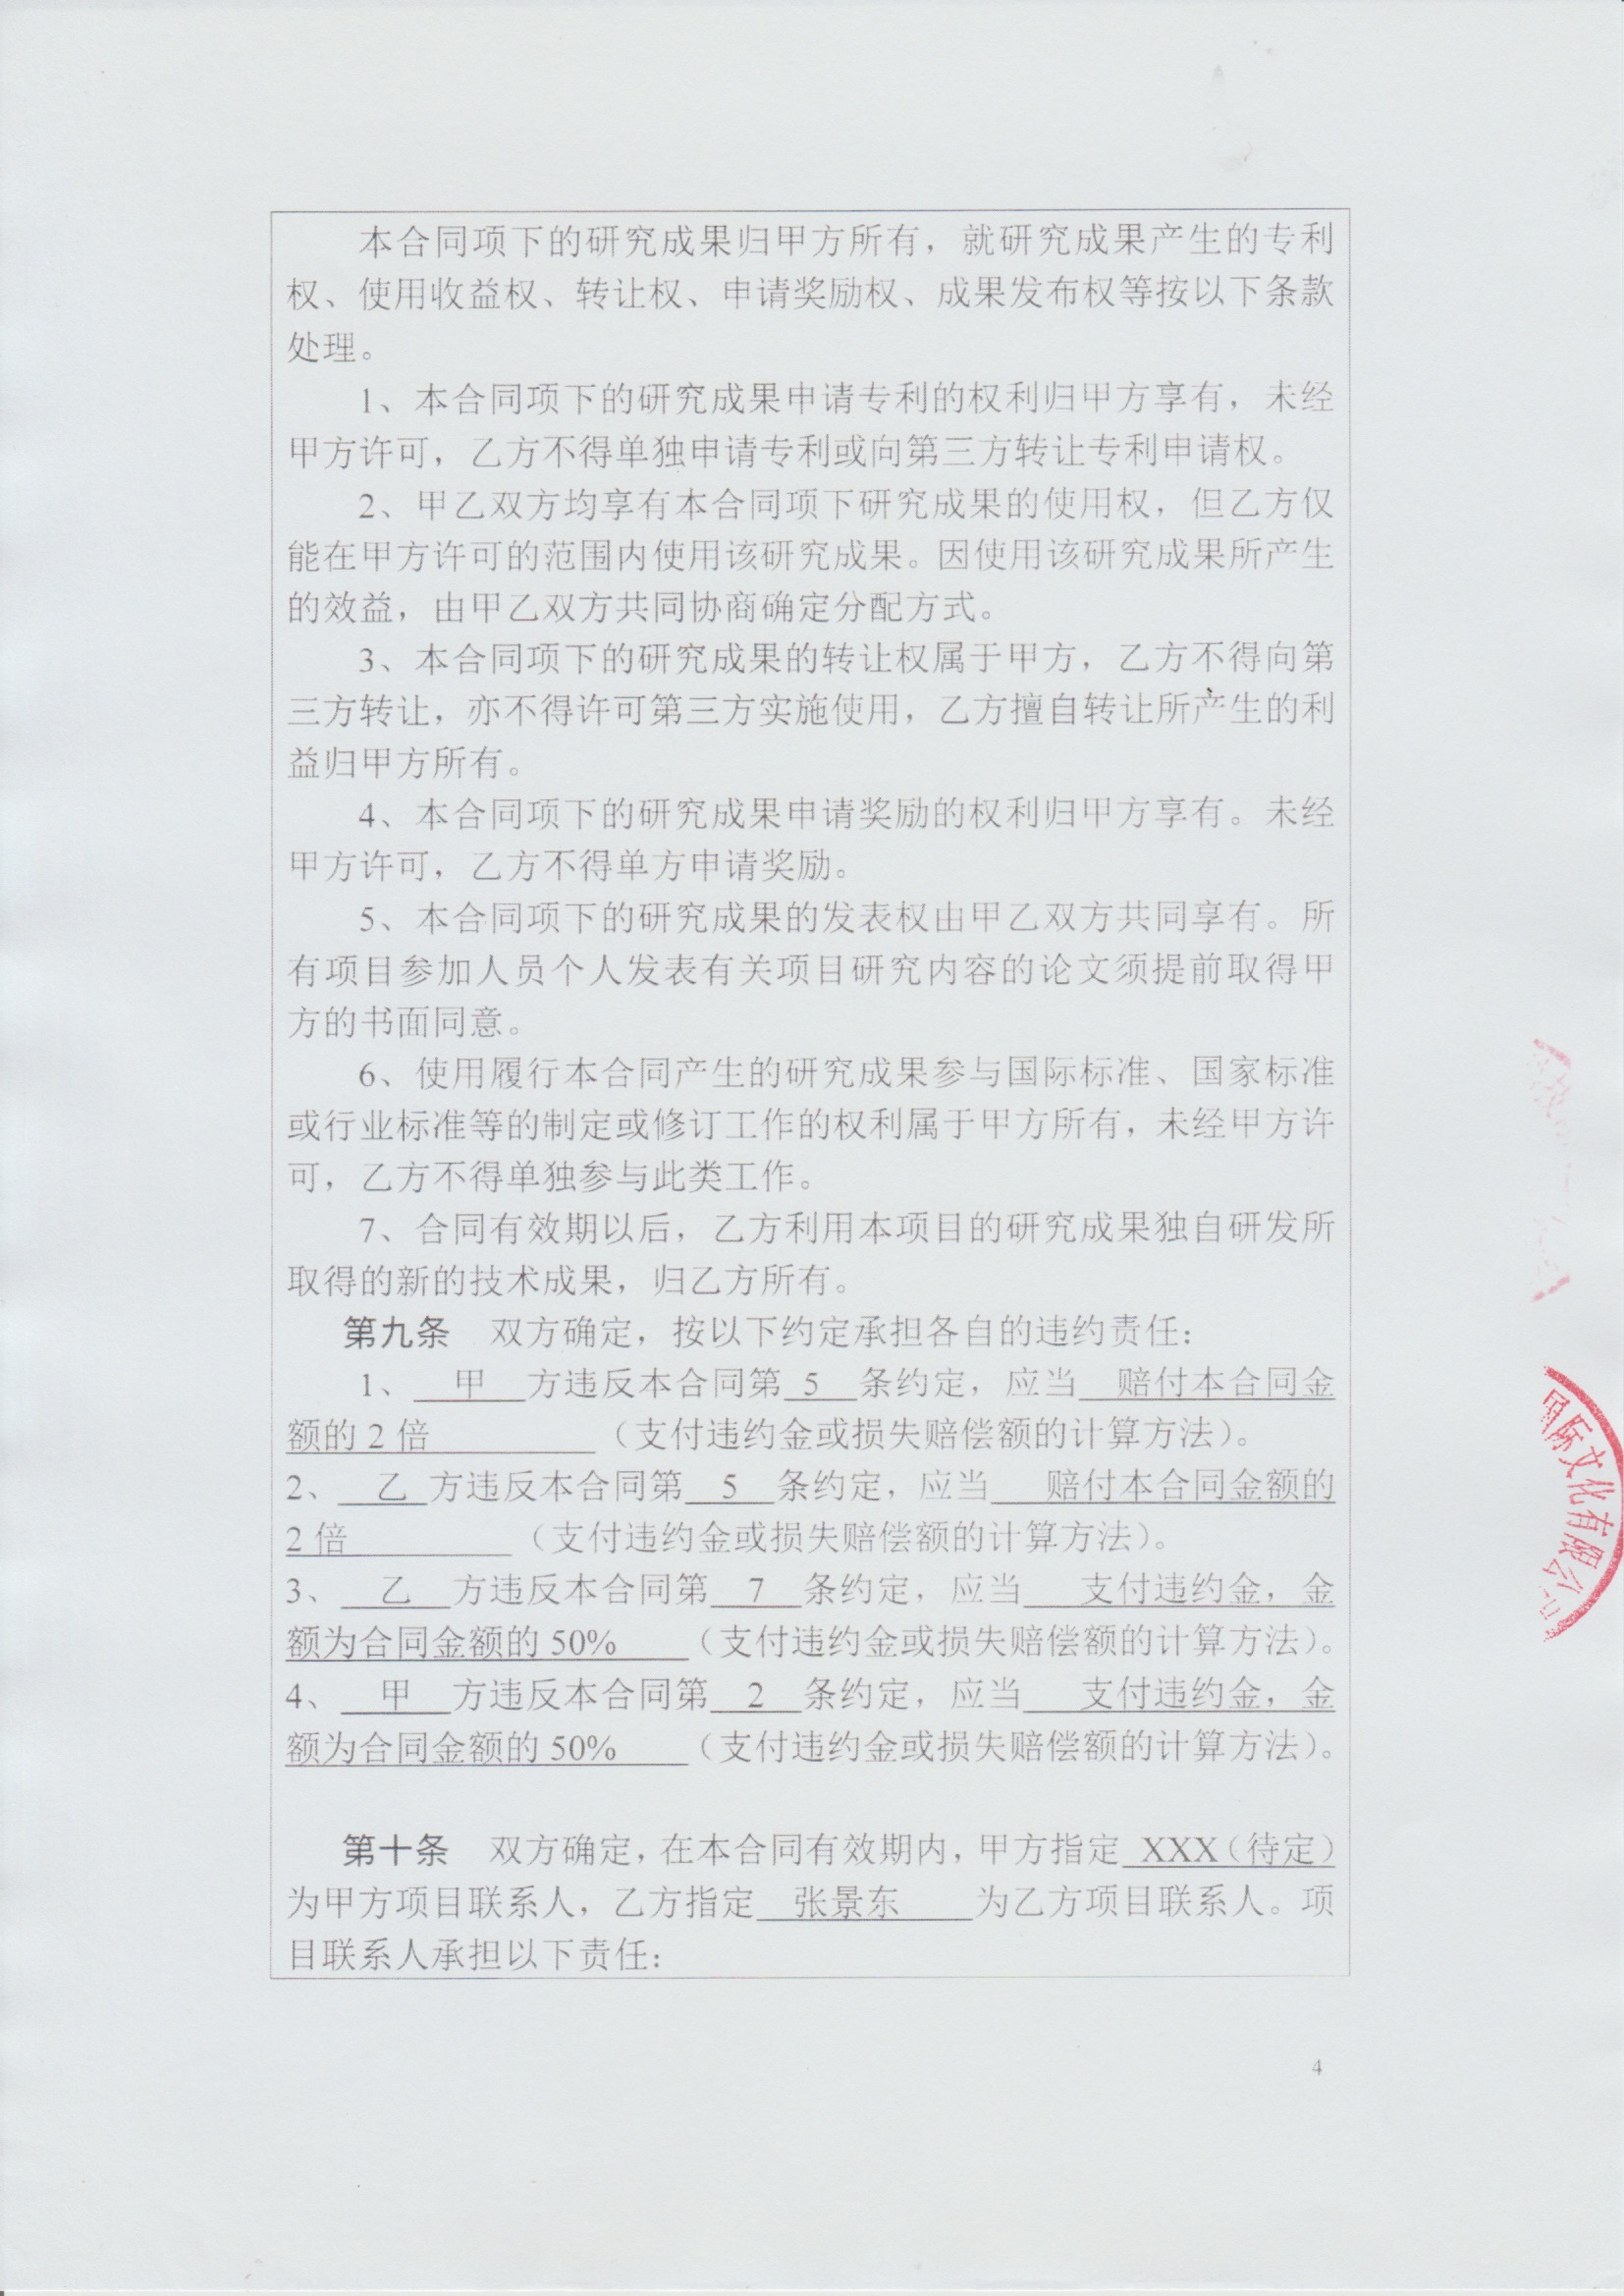 本合同项下的研究成果归甲方所有，就研究成果产生的专利
权、使用收益权、转让权、申请奖励权、成果发布权等按以下条款
处理。
1、本合同项下的研究成果申请专利的权利归甲方享有，未经
甲方许可，乙方不得单独申请专利或向第三方转让专利申请权。
2、甲乙双方均享有本合同项下研究成果的使用权，但乙方仅
能在甲方许可的范围内使用该研究成果。因使用该研究成果所产生
的效益，由甲乙双方共同协商确定分配方式。
3、本合同项下的研究成果的转让权属于甲方，乙方不得向第
三方转让，亦不得许可第三方实施使用，乙方擅自转让所产生的利
益归甲方所有。
4、本合同项下的研究成果申请奖励的权利归甲方享有。未经
甲方许可，乙方不得单方申请奖励。
5、本合同项下的研究成果的发表权由甲乙双方共同享有。所
有项目参加人员个人发表有关项目研究内容的论文须提前取得甲
方的书面同意。
6、使用履行本合同产生的研究成果参与国际标准、国家标准
或行业标准等的制定或修订工作的权利属于甲方所有，未经甲方许
可，乙方不得单独参与此类工作。
7、合同有效期以后，乙方利用本项目的研究成果独自研发所
取得的新的技术成果，归乙方所有。
第九条 双方确定，按以下约定承担各自的违约责任：
1、 甲 方违反本合同第 5 条约定，应当 赔付本合同金
额的 2 倍 （支付违约金或损失赔偿额的计算方法）。
2、 乙 方违反本合同第 5 条约定，应当 赔付本合同金额的
2 倍 （支付违约金或损失赔偿额的计算方法）。
3、 乙 方违反本合同第 7 条约定，应当 支付违约金，金
额为合同金额的 50% （支付违约金或损失赔偿额的计算方法）。
4、 甲 方违反本合同第 2 条约定，应当 支付违约金，金
额为合同金额的 50% （支付违约金或损失赔偿额的计算方法）。
第十条 双方确定，在本合同有效期内，甲方指定 XXX（待定）
为甲方项目联系人，乙方指定 张景东 为乙方项目联系人。项
目联系人承担以下责任：
4
国际文化有限公司